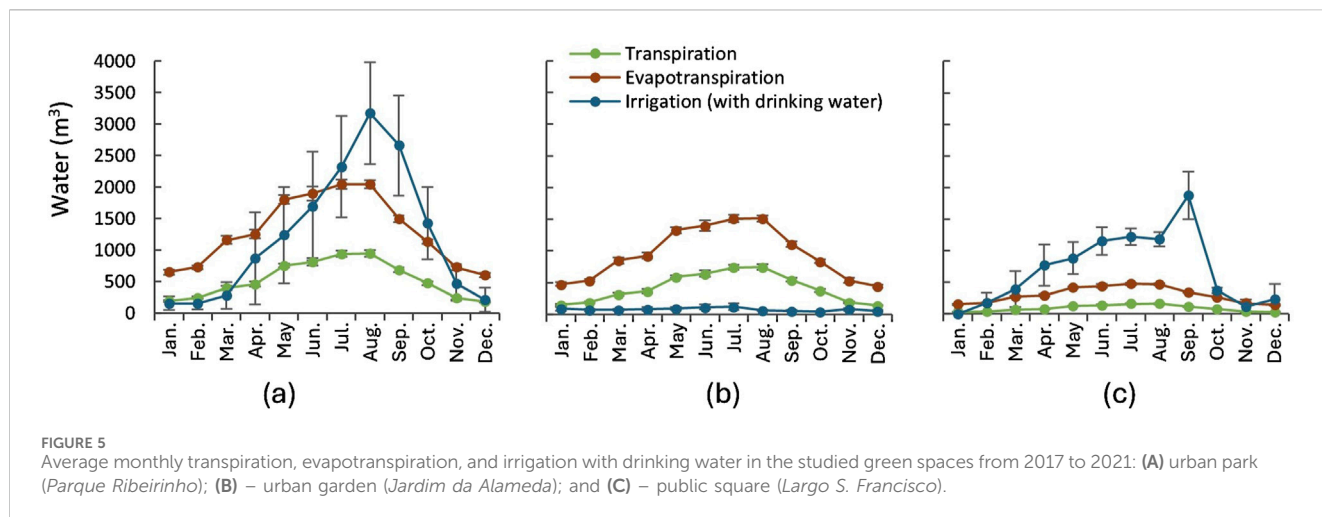 Water (m³)
4000
3500
3000
2500
2000
1500
1000
500
0
Transpiration
Evapotranspiration
Irrigation (with drinking water)
Jan. Feb. Mar. Apr. May Jun. Jul. Aug. Sep. Oct. Nov. Dec.
Jan. Feb. Mar. Apr. May Jun. Jul. Aug. Sep. Oct. Nov. Dec.
Jan. Feb. Mar. Apr. May Jun. Jul. Aug. Sep. Oct. Nov. Dec.
(a) (b) (c)
FIGURE 5
Average monthly transpiration, evapotranspiration, and irrigation with drinking water in the studied green spaces from 2017 to 2021: (A) urban park
(Parque Ribeirinho); (B) – urban garden (Jardim da Alameda); and (C) – public square (Largo S. Francisco).